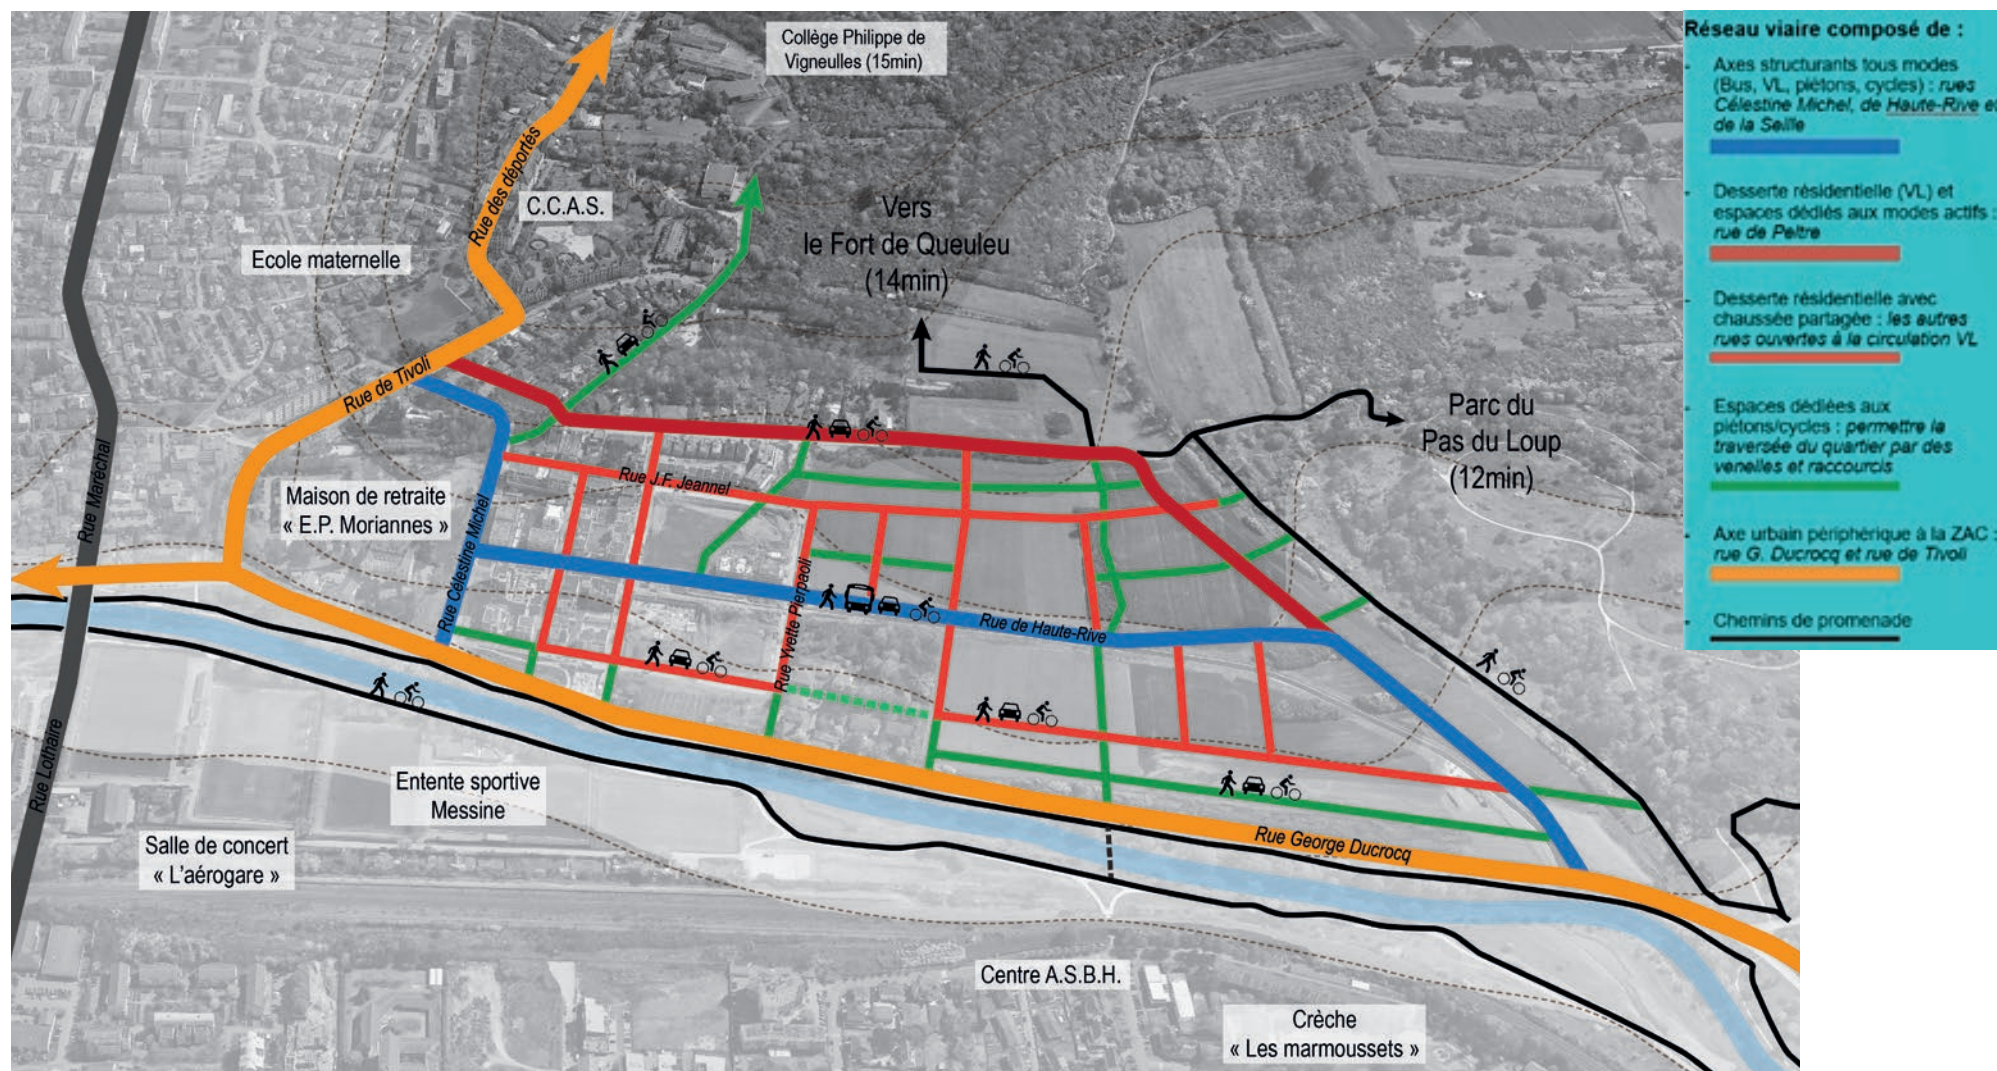 Collège Philippe de
Vigneulles (15min)
Rue des déportés
C.C.A.S.
Ecole maternelle
Vers
le Fort de Queuleu
(14min)
Rue de Tivoli
Parc du
Pas du Loup
(12min)
Rue Maréchal
Maison de retraite
« E.P. Moriannes »
Rue J.F. Jeannel
Rue Célestine Michel
Rue Yvette Pierpaoli
Rue de Haute-Rive
Rue Lothaire
Entente sportive
Messine
Rue George Ducrocq
Salle de concert
« L'aérogare »
Centre A.S.B.H.
Crèche
« Les marmoussets »
Réseau viaire composé de :
Axes structurants tous modes
(Bus, VL, piétons, cycles) : rues
Célestine Michel, de Haute-Rive et
de la Seille
Desserte résidentielle (VL) et
espaces dédiés aux modes actifs :
rue de Peltre
Desserte résidentielle avec
chaussée partagée : les autres
rues ouvertes à la circulation VL
Espaces dédiées aux
piétons/cycles : permettre la
traversée du quartier par des
venelles et raccourcis
Axe urbain périphérique à la ZAC :
rue G. Ducrocq et rue de Tivoli
Chemins de promenade